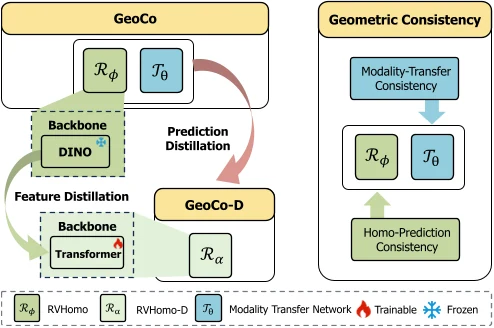 GeoCo
ℛϕ
𝒯θ
Backbone
DINO
Prediction
Distillation
Feature Distillation
Backbone
Transformer
GeoCo-D
ℛα
Geometric Consistency
Modality-Transfer
Consistency
ℛϕ
𝒯θ
Homo-Prediction
Consistency
ℛϕ RVHomo ℛα RVHomo-D 𝒯θ Modality Transfer Network Trainable Frozen